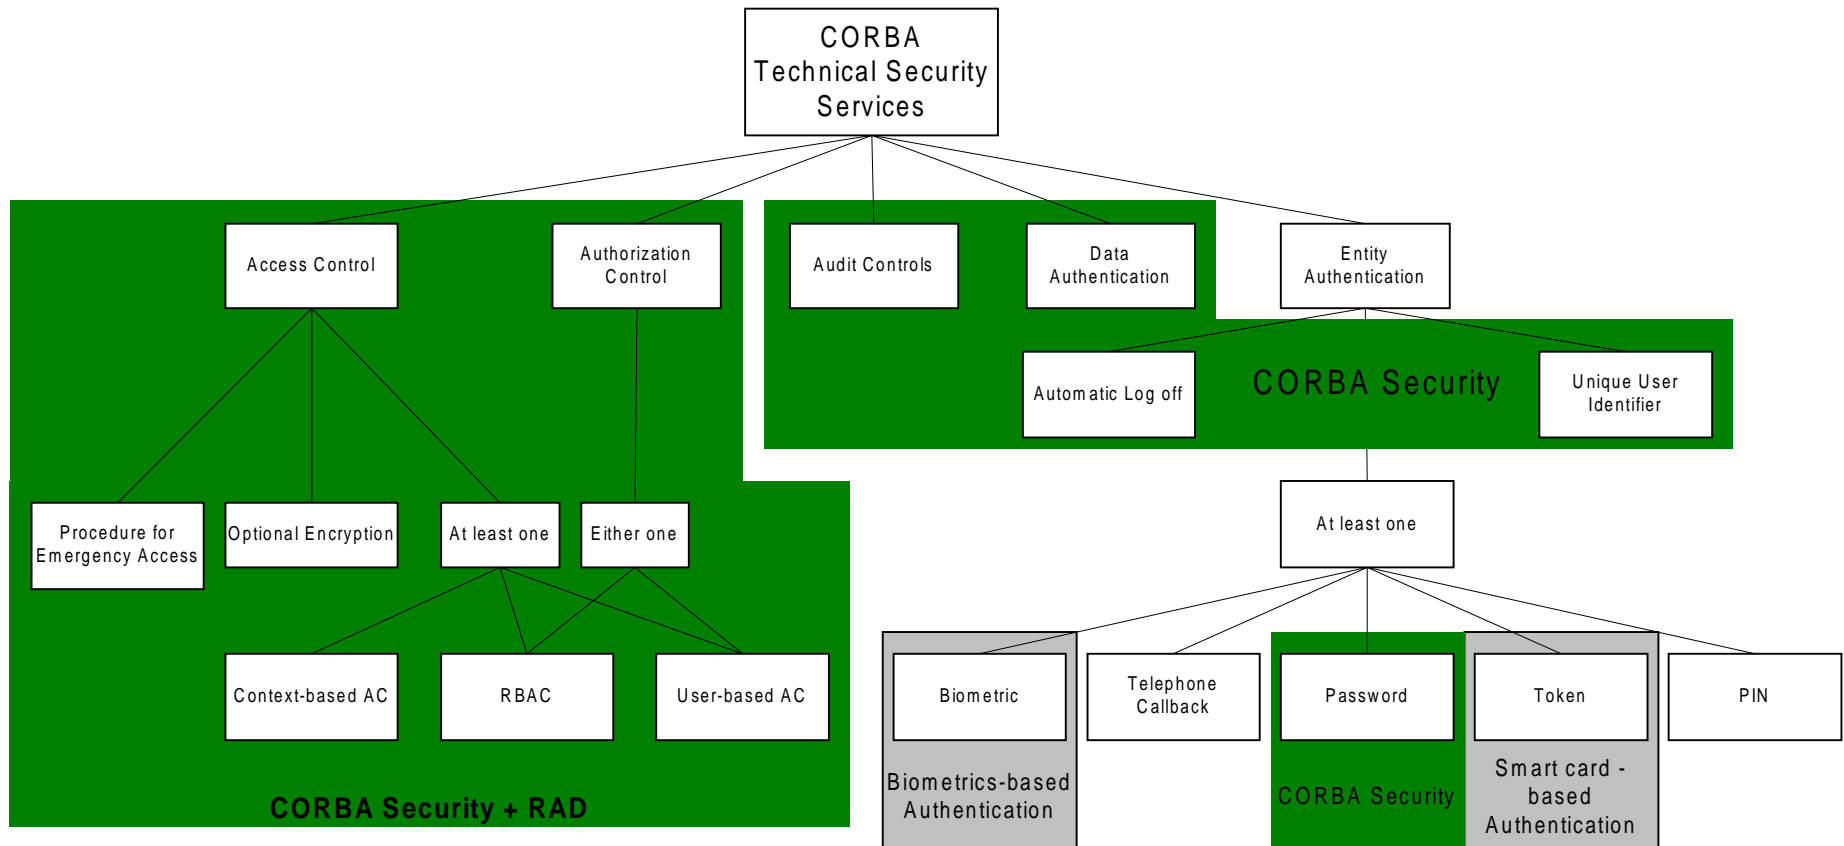 CORBA
Technical Security
Services
Access Control
Authorization
Control
Audit Controls
Data
Authentication
Entity
Authentication
Automatic Log off
CORBA Security
Unique User
Identifier
Procedure for
Emergency Access
Optional Encryption
At least one
Either one
At least one
Context-based AC
RBAC
User-based AC
Biometric
Telephone
Callback
Password
Token
PIN
CORBA Security + RAD
Biometrics-based
Authentication
CORBA Security
Smart card -
based
Authentication